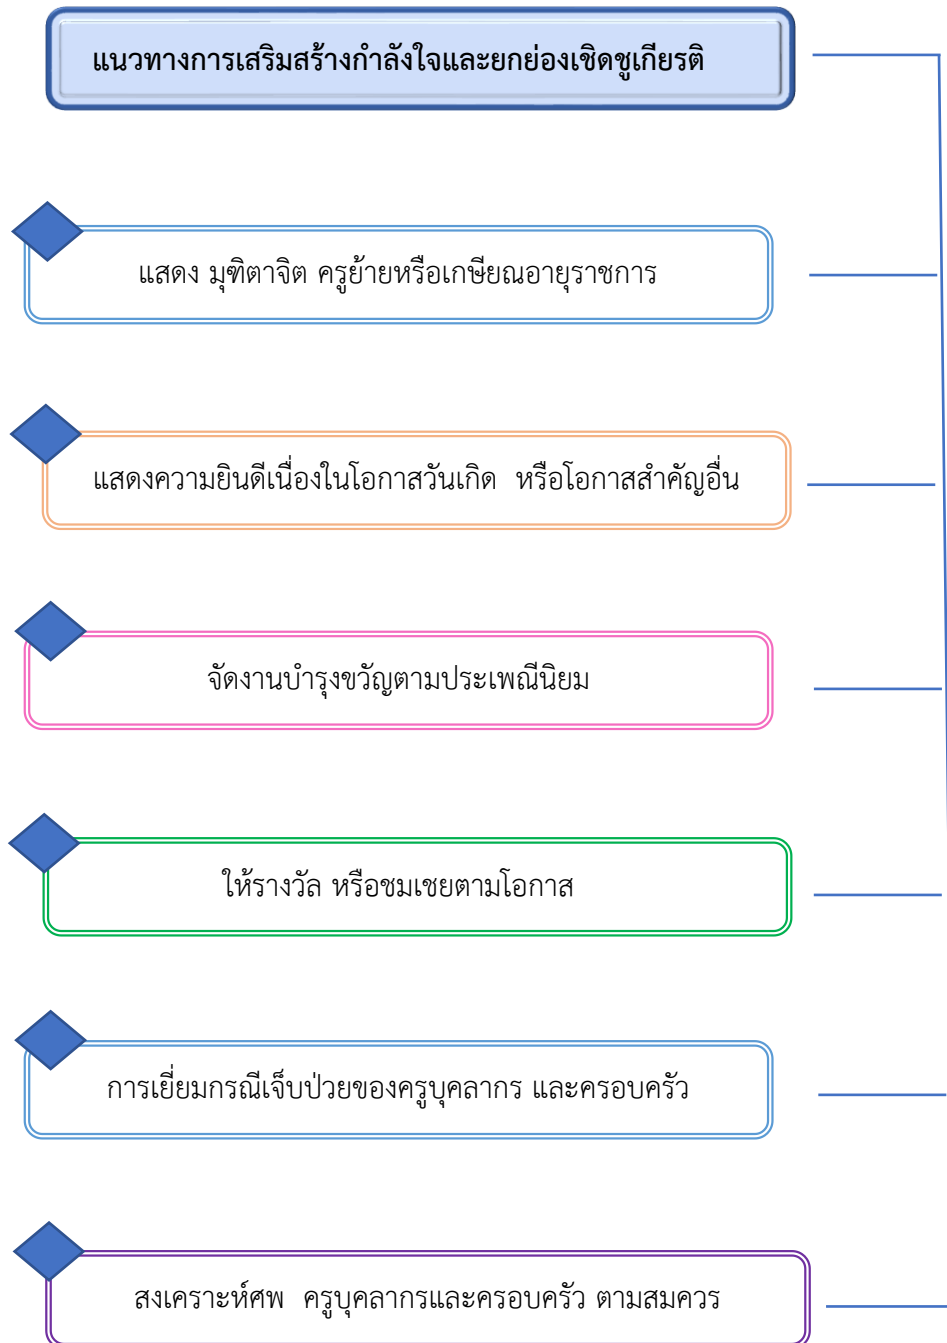 แนวทางการเสริมสร้างกำลังใจและยกย่องเชิดชูเกียรติ
แสดง มุฑิตาจิต ครูย้ายหรือเกษียณอายุราชการ
แสดงความยินดีเนื่องในโอกาสวันเกิด หรือโอกาสสำคัญอื่น
จัดงานบำรุงขวัญตามประเพณีนิยม
ให้รางวัล หรือชมเชยตามโอกาส
การเยี่ยมกรณีเจ็บป่วยของครูบุคลากร และครอบครัว
สงเคราะห์ศพ ครูบุคลากรและครอบครัว ตามสมควร